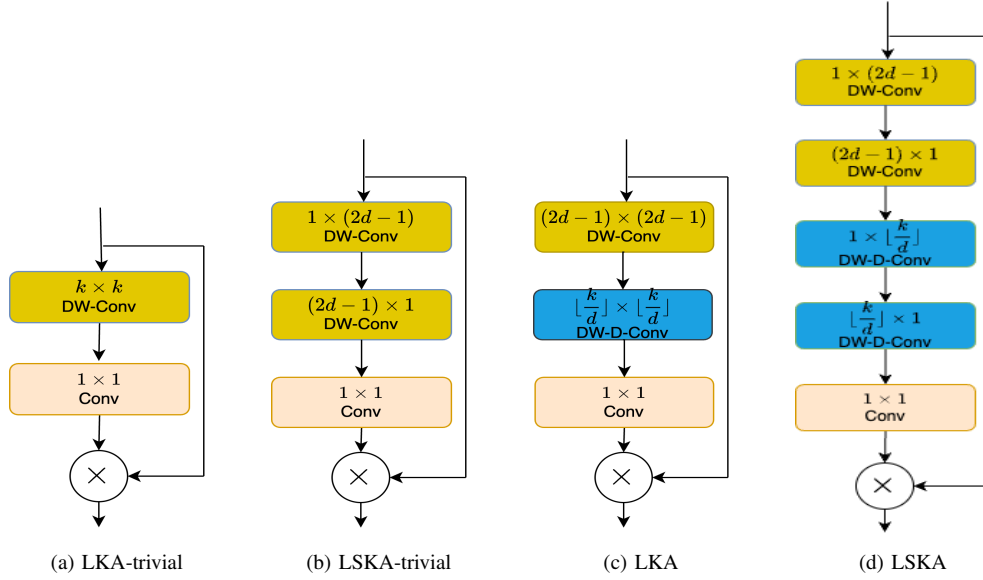 k × k
DW-Conv
1 × 1
Conv
×
(a) LKA-trivial
1 × (2d − 1)
DW-Conv
(2d − 1) × 1
DW-Conv
1 × 1
Conv
×
(b) LSKA-trivial
(2d − 1) × (2d − 1)
DW-Conv
⌊k/d⌋ × ⌊k/d⌋
DW-D-Conv
1 × 1
Conv
×
(c) LKA
1 × (2d − 1)
DW-Conv
(2d − 1) × 1
DW-Conv
1 × ⌊k/d⌋
DW-D-Conv
⌊k/d⌋ × 1
DW-D-Conv
1 × 1
Conv
×
(d) LSKA